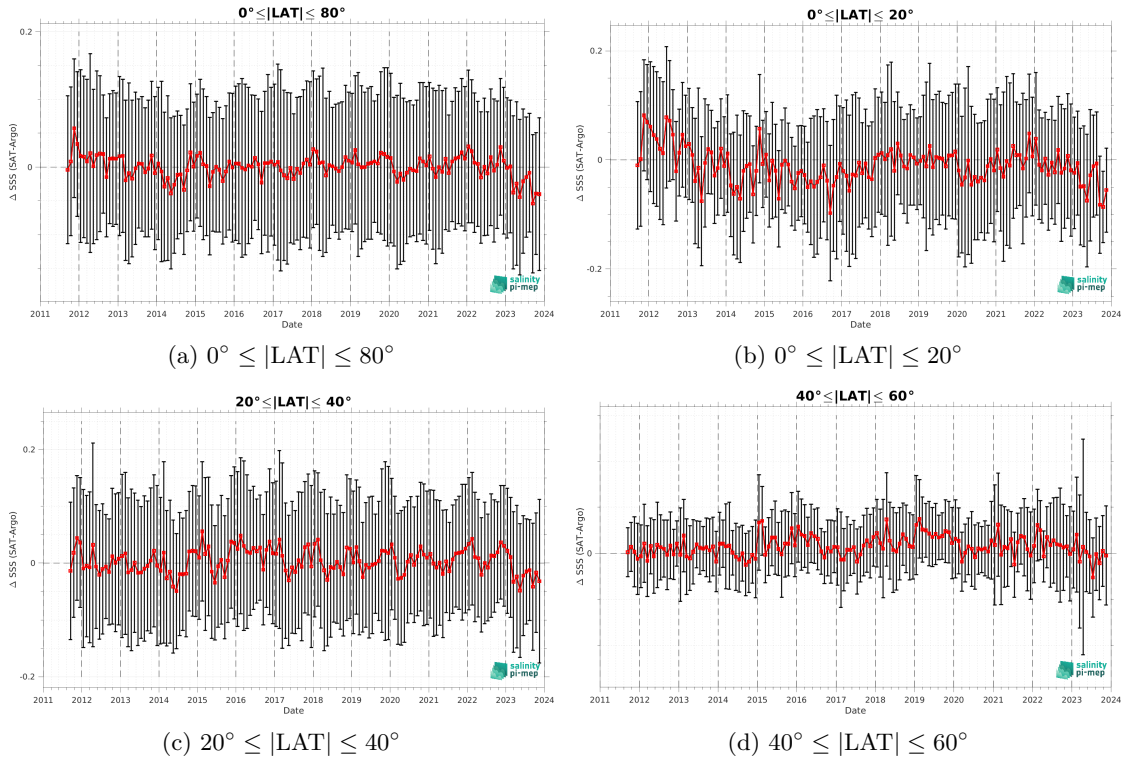 0°≤|LAT|≤ 80°
0.2
0
Δ SSS (SAT-Argo)
salinity
pi-mep
2011 2012 2013 2014 2015 2016 2017 2018 2019 2020 2021 2022 2023 2024
Date
(a) 0° ≤ |LAT| ≤ 80°
0°≤|LAT|≤ 20°
0.2
0
-0.2
Δ SSS (SAT-Argo)
salinity
pi-mep
2011 2012 2013 2014 2015 2016 2017 2018 2019 2020 2021 2022 2023 2024
Date
(b) 0° ≤ |LAT| ≤ 20°
20°≤|LAT|≤ 40°
0.2
0
-0.2
Δ SSS (SAT-Argo)
salinity
pi-mep
2011 2012 2013 2014 2015 2016 2017 2018 2019 2020 2021 2022 2023 2024
Date
(c) 20° ≤ |LAT| ≤ 40°
40°≤|LAT|≤ 60°
0
Δ SSS (SAT-Argo)
salinity
pi-mep
2011 2012 2013 2014 2015 2016 2017 2018 2019 2020 2021 2022 2023 2024
Date
(d) 40° ≤ |LAT| ≤ 60°